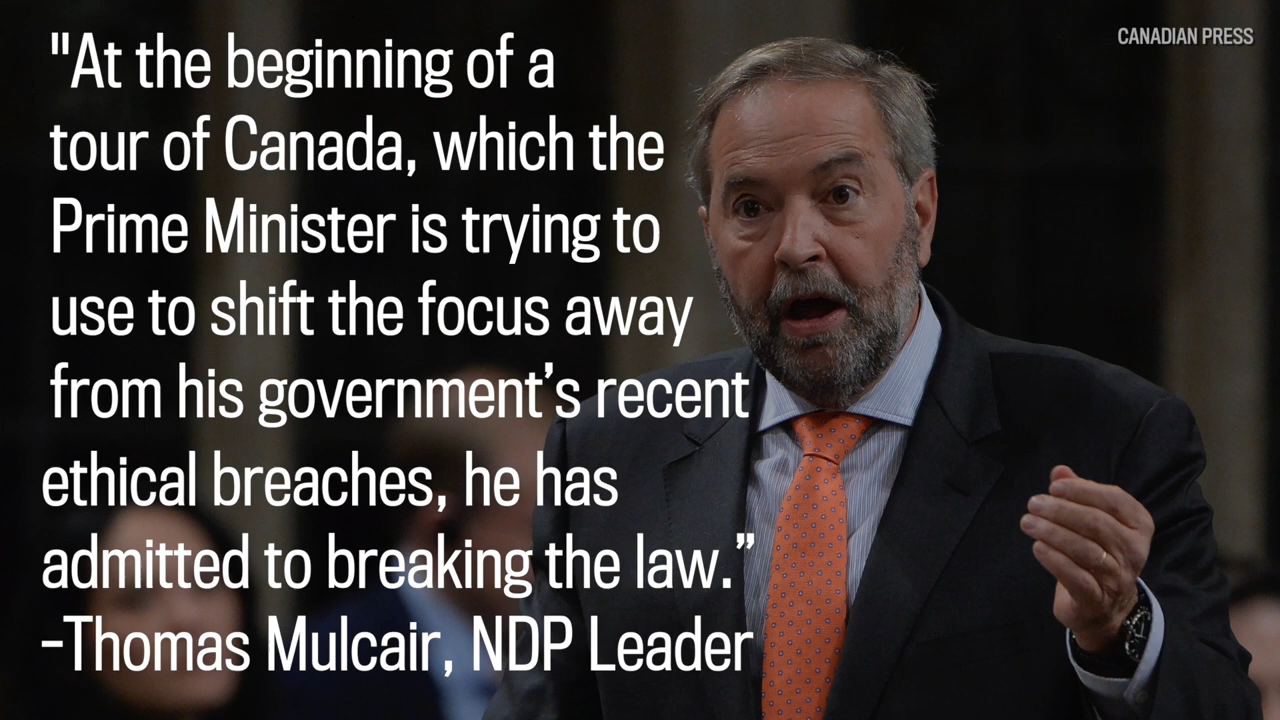 "At the beginning of a
tour of Canada, which the
Prime Minister is trying to
use to shift the focus away
from his government’s recent
ethical breaches, he has
admitted to breaking the law.”
-Thomas Mulcair, NDP Leader
CANADIAN PRESS